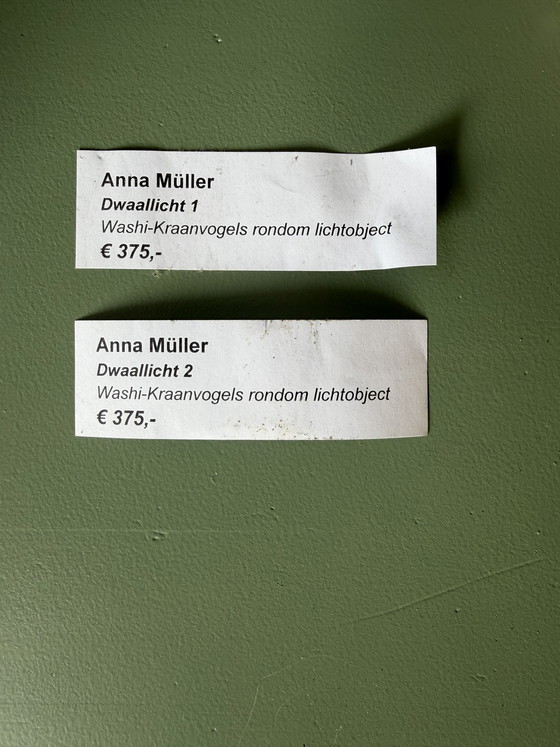 Anna Müller
Dwaallicht 1
Washi-Kraanvogels rondom lichtobject
€ 375,-
Anna Müller
Dwaallicht 2
Washi-Kraanvogels rondom lichtobject
€ 375,-